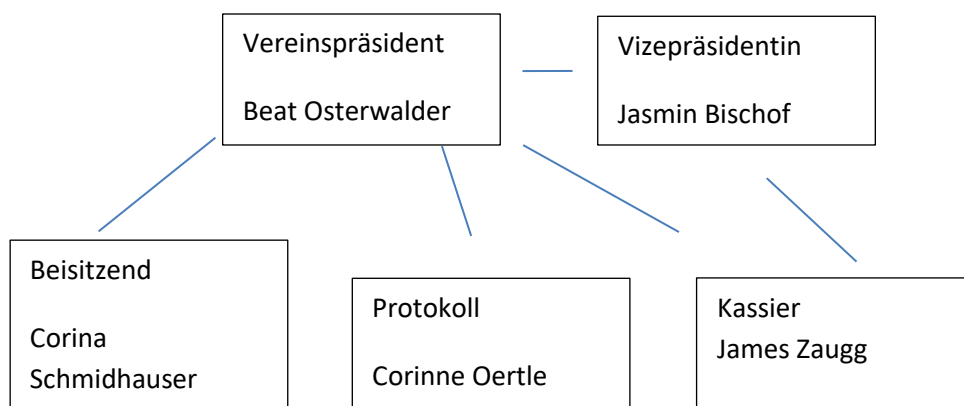 Vereinspräsident
Beat Osterwalder
Vizepräsidentin
Jasmin Bischof
Beisitzend
Corina
Schmidhauser
Protokoll
Corinne Oertle
Kassier
James Zaugg